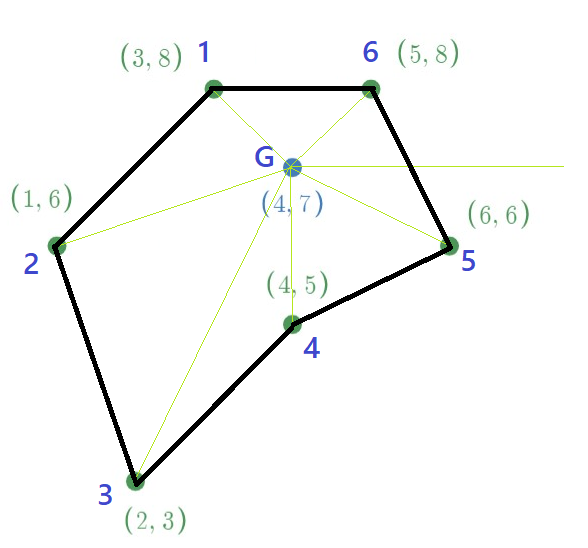 (3, 8) 1 6 (5, 8)
G
(1, 6) (4, 7) (6, 6)
2 5
(4, 5)
4
3
(2, 3)